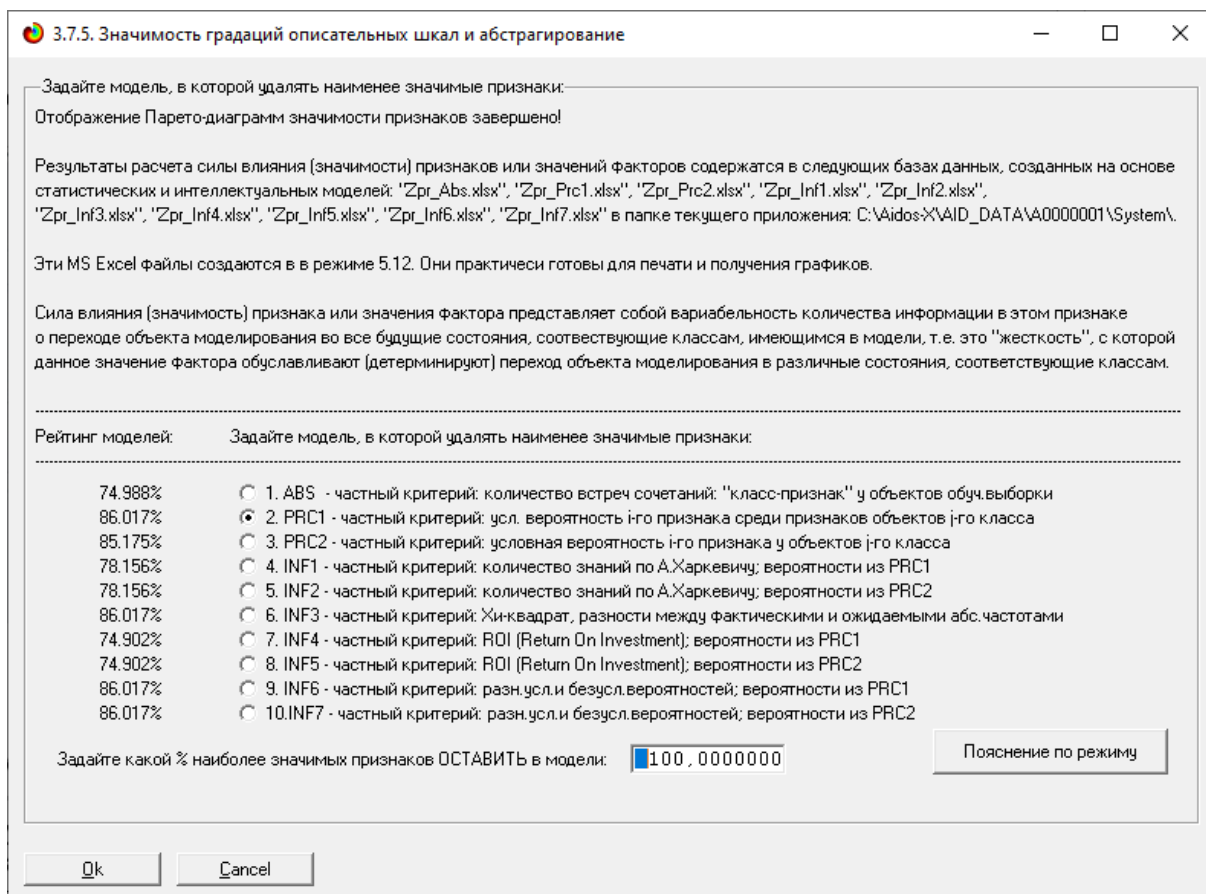 3.7.5. Значимость градаций описательных шкал и абстрагирование
Задайте модель, в которой удалять наименее значимые признаки:
Отображение Парето-диаграмм значимости признаков завершено!
Результаты расчета силы влияния (значимости) признаков или значений факторов содержатся в следующих базах данных, созданных на основе
статистических и интеллектуальных моделей: "Zpr_Abs.xlsx", "Zpr_Prc1.xlsx", "Zpr_Prc2.xlsx", "Zpr_Inf1.xlsx", "Zpr_Inf2.xlsx",
"Zpr_Inf3.xlsx", "Zpr_Inf4.xlsx", "Zpr_Inf5.xlsx", "Zpr_Inf6.xlsx", "Zpr_Inf7.xlsx" в папке текущего приложения: C:\Aidos-X\AID_DATA\A0000001\System\.
Эти MS Excel файлы создаются в в режиме 5.12. Они практичеси готовы для печати и получения графиков.
Сила влияния (значимость) признака или значения фактора представляет собой вариабельность количества информации в этом признаке
о переходе объекта моделирования во все будущие состояния, соотвествующие классам, имеющимся в модели, т.е. это "жесткость", с которой
данное значение фактора обуславливают (детерминируют) переход объекта моделирования в различные состояния, соответствующие классам.
Рейтинг моделей: Задайте модель, в которой удалять наименее значимые признаки:
74.988% 1. ABS - частный критерий: количество встреч сочетаний: "класс-признак" у объектов обуч.выборки
86.017% 2. PRC1 - частный критерий: усл. вероятность i-го признака среди признаков объектов j-го класса
85.175% 3. PRC2 - частный критерий: условная вероятность i-го признака у объектов j-го класса
78.156% 4. INF1 - частный критерий: количество знаний по А.Харкевичу; вероятности из PRC1
78.156% 5. INF2 - частный критерий: количество знаний по А.Харкевичу; вероятности из PRC2
86.017% 6. INF3 - частный критерий: Хи-квадрат, разности между фактическими и ожидаемыми абс.частотами
74.902% 7. INF4 - частный критерий: ROI (Return On Investment); вероятности из PRC1
74.902% 8. INF5 - частный критерий: ROI (Return On Investment); вероятности из PRC2
86.017% 9. INF6 - частный критерий: разн.усл.и безусл.вероятностей; вероятности из PRC1
86.017% 10.INF7 - частный критерий: разн.усл.и безусл.вероятностей; вероятности из PRC2
Задайте какой % наиболее значимых признаков ОСТАВИТЬ в модели: 100,0000000 Пояснение по режиму
Ok Cancel